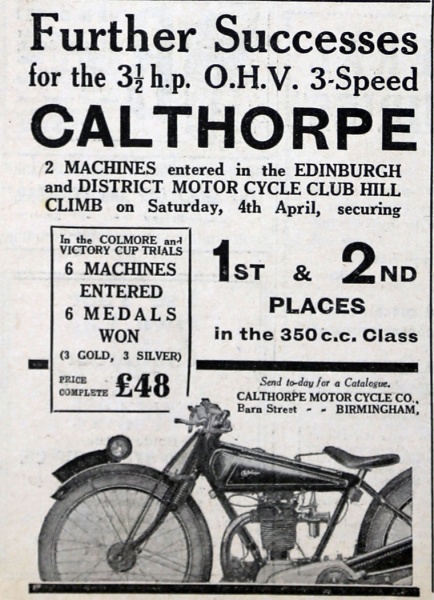 Further Successes
for the 3½ h.p. O.H.V. 3-Speed
CALTHORPE
2 MACHINES entered in the EDINBURGH
and DISTRICT MOTOR CYCLE CLUB HILL
CLIMB on Saturday, 4th April, securing
In the COLMORE and
VICTORY CUP TRIALS
6 MACHINES
ENTERED
6 MEDALS
WON
(3 GOLD, 3 SILVER)
PRICE
COMPLETE £48
1ST & 2ND
PLACES
in the 350 c.c. Class
Send to-day for a Catalogue.
CALTHORPE MOTOR CYCLE CO.,
Barn Street - - BIRMINGHAM,
Calthorpe